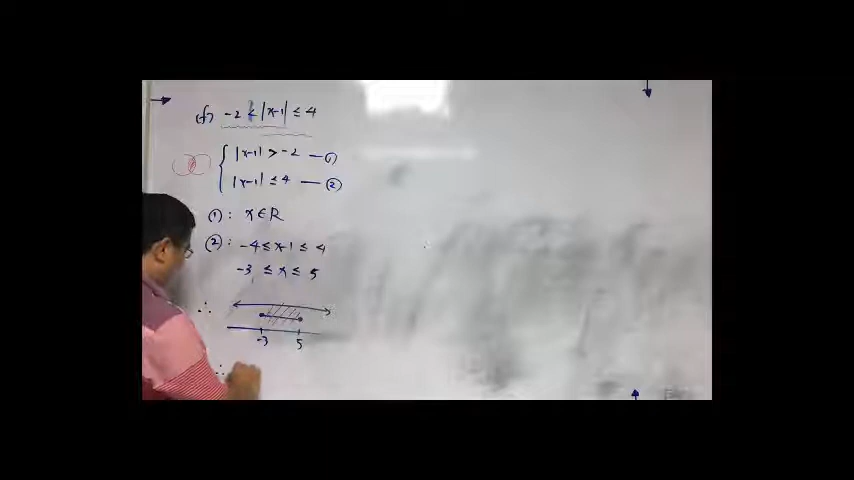 (f) -2 < |x-1| ≤ 4
|x-1| > -2 — ①
|x-1| ≤ 4 — ②
①: x ∈ R
②: -4 ≤ x-1 ≤ 4
-3 ≤ x ≤ 5
∴
-3 5
∴